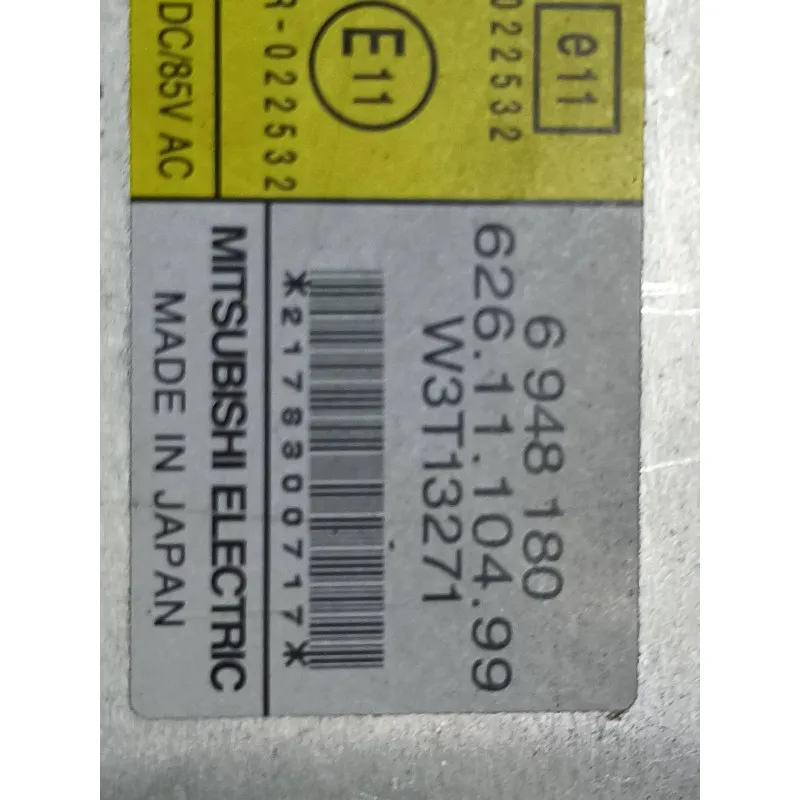 e11
022532
E11
R-022532
DC/85V AC
6 948 180
626.11.104.99
W3T13271
*2178300717*
MITSUBISHI ELECTRIC
MADE IN JAPAN